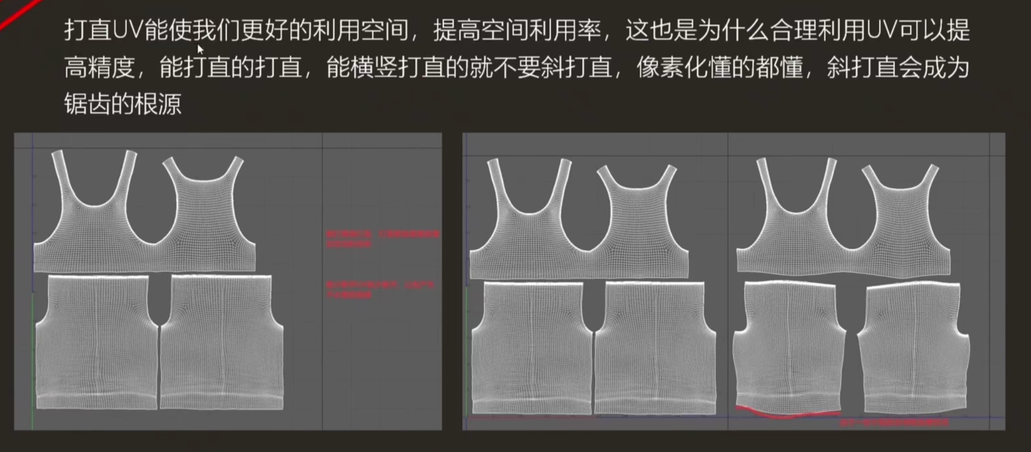 打直UV能使我们更好的利用空间，提高空间利用率，这也是为什么合理利用UV可以提
高精度，能打直的打直，能横竖打直的就不要斜打直，像素化懂的都懂，斜打直会成为
锯齿的根源